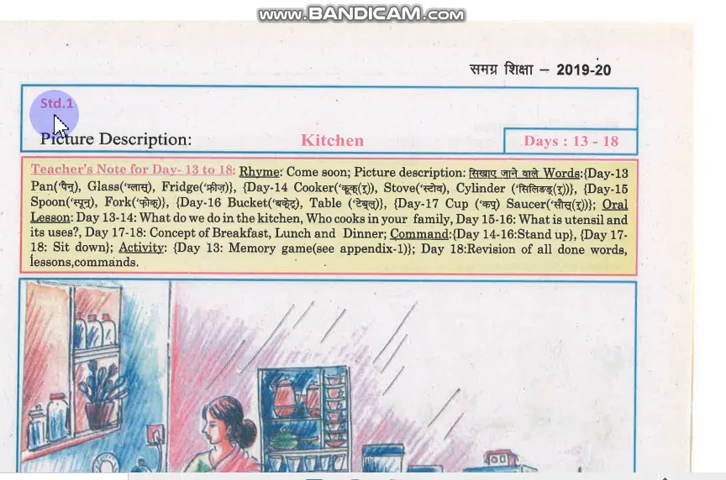 www.BANDICAM.com
समग्र शिक्षा – 2019-20
Std.1
Picture Description:
Kitchen
Days : 13 - 18
Teacher's Note for Day- 13 to 18: Rhyme: Come soon; Picture description: सिखाए जाने वाले Words:{Day-13
Pan('पैन्), Glass('ग्लास्), Fridge('फ्रीज़)}, {Day-14 Cooker('कूक्(र्)), Stove('स्टोव), Cylinder ('सिलिन्ड्(र्)}, {Day-15
Spoon('स्पून्), Fork('फ़ोक्)}, {Day-16 Bucket('बकेट्), Table ('टेबल्)}, {Day-17 Cup ('कप्) Saucer('सौस्(र्)}; Oral
Lesson: Day 13-14: What do we do in the kitchen, Who cooks in your family, Day 15-16: What is utensil and
its uses?, Day 17-18: Concept of Breakfast, Lunch and Dinner; Command:{Day 14-16:Stand up}, {Day 17-
18: Sit down}; Activity: {Day 13: Memory game(see appendix-1)}; Day 18:Revision of all done words,
lessons,commands.